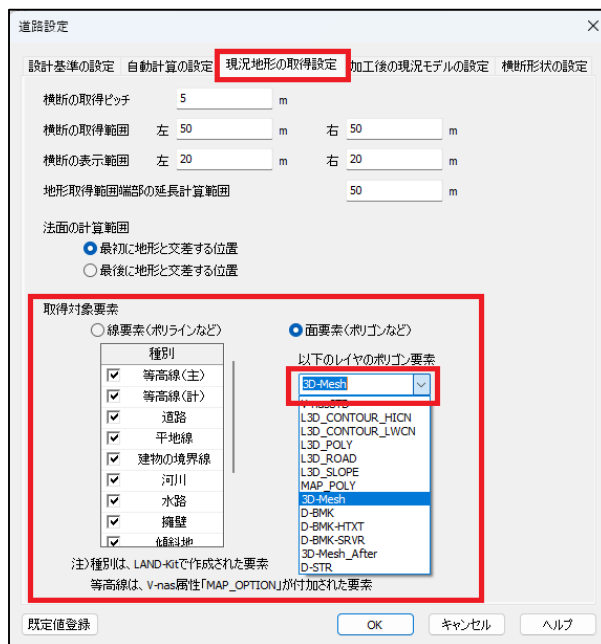 道路設定
設計基準の設定 自動計算の設定 現況地形の取得設定 加工後の現況モデルの設定 横断形状の設定
横断の取得ピッチ 5 m
横断の取得範囲 左 50 m 右 50 m
横断の表示範囲 左 20 m 右 20 m
地形取得範囲端部の延長計算範囲 50 m
法面の計算範囲
最初に地形と交差する位置
最後に地形と交差する位置
取得対象要素
線要素(ポリラインなど) 面要素(ポリゴンなど)
種別
等高線(主)
等高線(計)
道路
平地線
建物の境界線
河川
水路
擁壁
傾斜地
以下のレイヤのポリゴン要素
3D-Mesh
L3D_CONTOUR_HICN
L3D_CONTOUR_LWCN
L3D_POLY
L3D_ROAD
L3D_SLOPE
MAP_POLY
3D-Mesh
D-BMK
D-BMK-HTXT
D-BMK-SRVR
3D-Mesh_After
D-STR
注)種別は、LAND-Kitで作成された要素
等高線は、V-nas属性「MAP_OPTION」が付加された要素
既定値登録 OK キャンセル ヘルプ